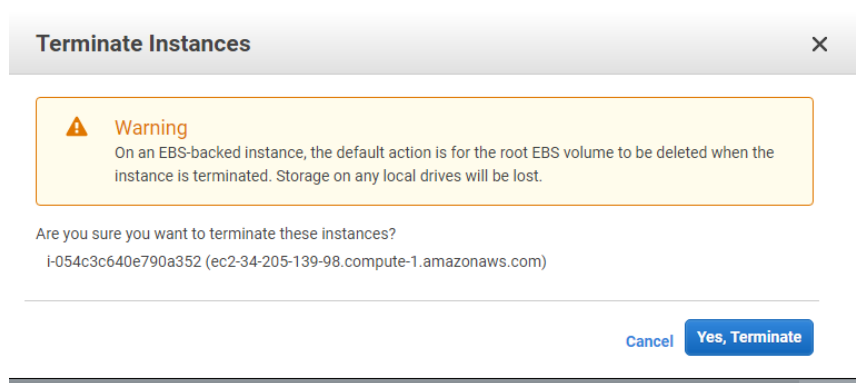 Terminate Instances
Warning
On an EBS-backed instance, the default action is for the root EBS volume to be deleted when the
instance is terminated. Storage on any local drives will be lost.
Are you sure you want to terminate these instances?
i-054c3c640e790a352 (ec2-34-205-139-98.compute-1.amazonaws.com)
Cancel Yes, Terminate